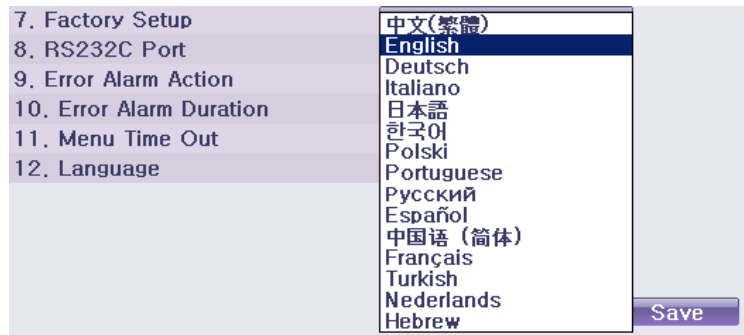 7. Factory Setup
8. RS232C Port
9. Error Alarm Action
10. Error Alarm Duration
11. Menu Time Out
12. Language
中文(繁體)
English
Deutsch
Italiano
日本語
한국어
Polski
Portuguese
Русский
Español
中国语 (简体)
Français
Turkish
Nederlands
Hebrew
Save